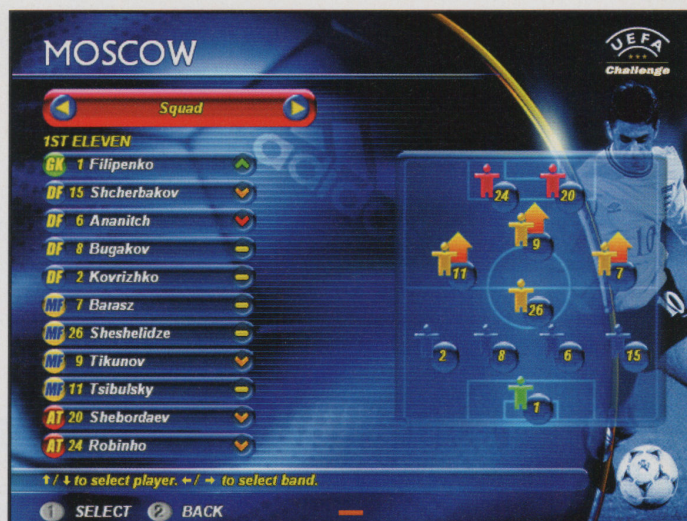 MOSCOW
UEFA
Challenge
Squad
1ST ELEVEN
GK 1 Filipenko
DF 15 Shcherbakov
DF 6 Ananitch
DF 8 Bugakov
DF 2 Kovrizhko
MF 7 Barasz
MF 26 Sheshelidze
MF 9 Tikunov
MF 11 Tsibulsky
AT 20 Shebordaev
AT 24 Robinho
24 20
9
11 7
26
2 8 6 15
1
10
10
adidas
↑ / ↓ to select player. ← / → to select band.
1 SELECT 2 BACK